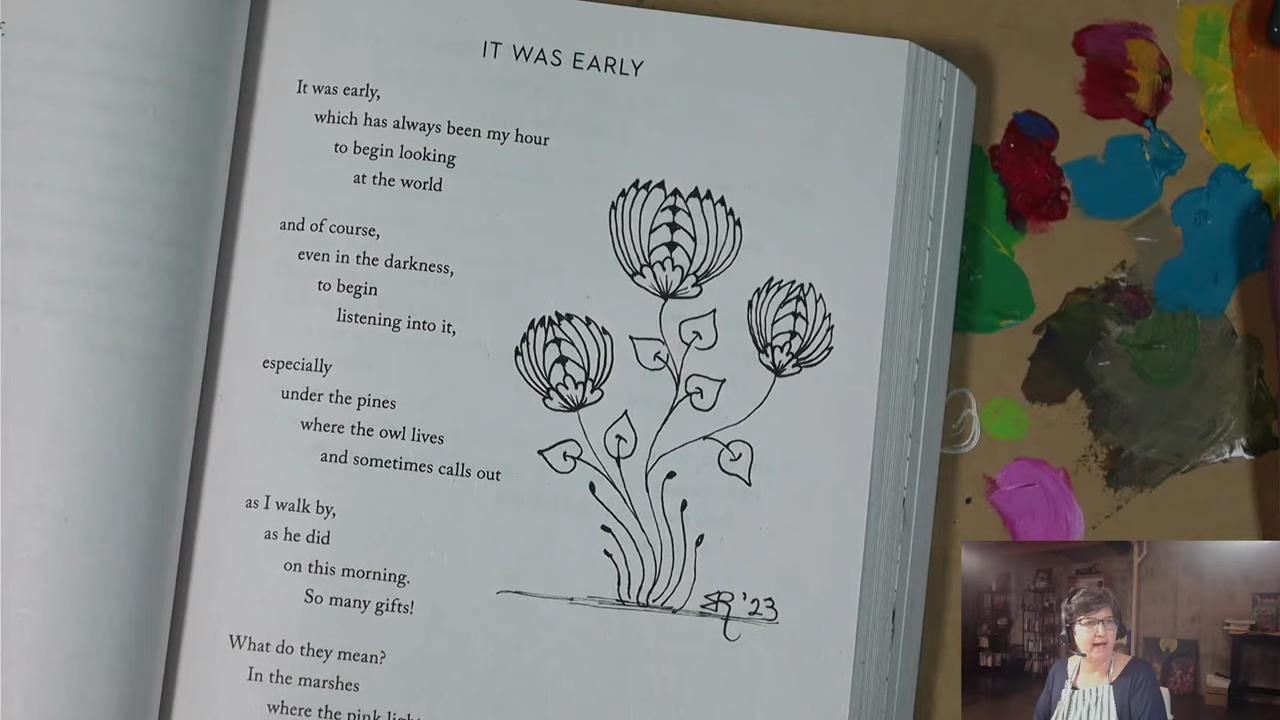 IT WAS EARLY
It was early,
which has always been my hour
to begin looking
at the world
and of course,
even in the darkness,
to begin
listening into it,
especially
under the pines
where the owl lives
and sometimes calls out
as I walk by,
as he did
on this morning.
So many gifts!
What do they mean?
In the marshes
where the pink
'23